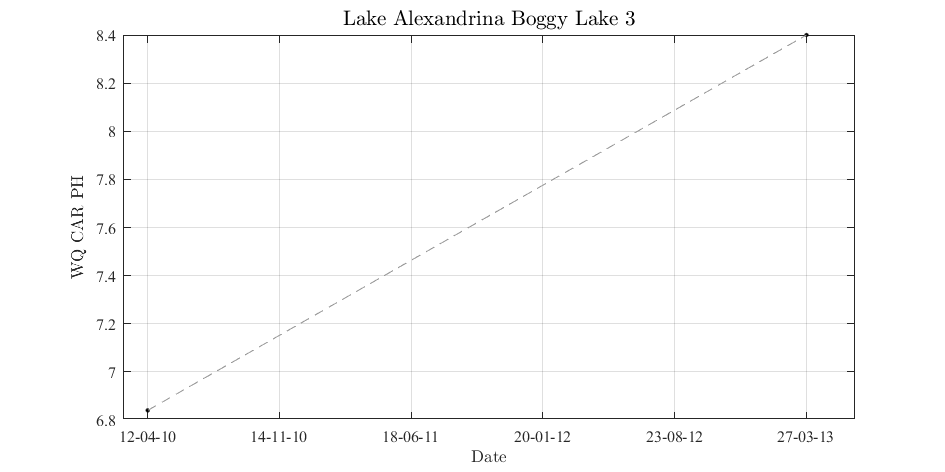 Lake Alexandrina Boggy Lake 3
8.4
8.2
8
7.8
7.6
7.4
7.2
7
6.8
WQ CAR PH
12-04-10 14-11-10 18-06-11 20-01-12 23-08-12 27-03-13
Date